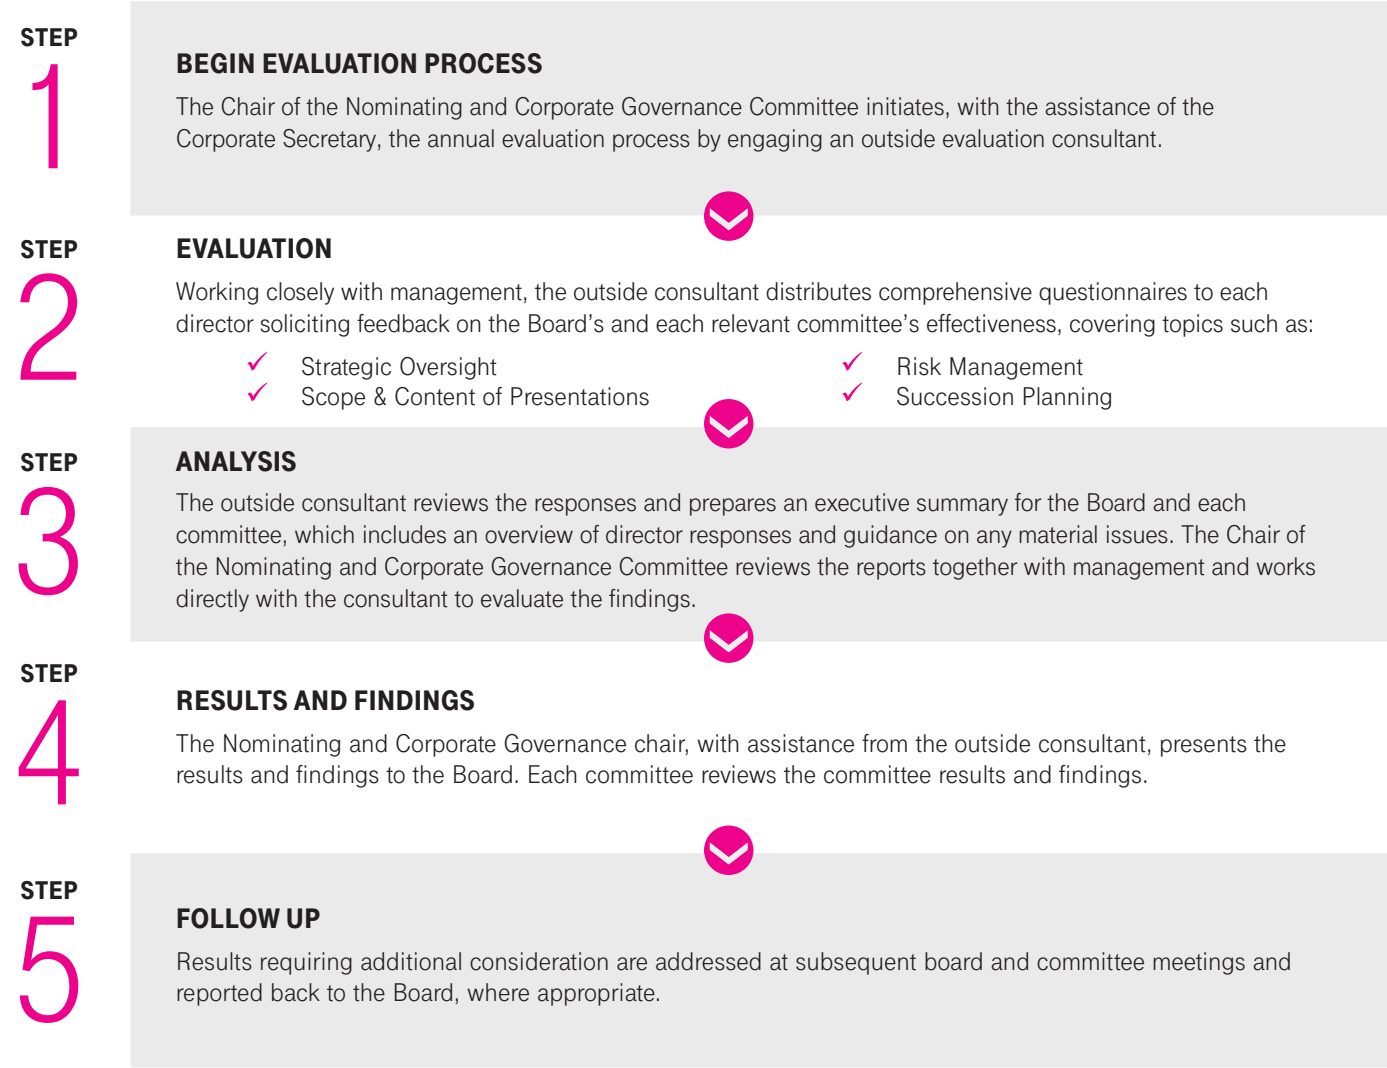 STEP
1
BEGIN EVALUATION PROCESS
The Chair of the Nominating and Corporate Governance Committee initiates, with the assistance of the
Corporate Secretary, the annual evaluation process by engaging an outside evaluation consultant.
STEP
2
EVALUATION
Working closely with management, the outside consultant distributes comprehensive questionnaires to each
director soliciting feedback on the Board’s and each relevant committee’s effectiveness, covering topics such as:
Strategic Oversight
Scope & Content of Presentations
Risk Management
Succession Planning
STEP
3
ANALYSIS
The outside consultant reviews the responses and prepares an executive summary for the Board and each
committee, which includes an overview of director responses and guidance on any material issues. The Chair of
the Nominating and Corporate Governance Committee reviews the reports together with management and works
directly with the consultant to evaluate the findings.
STEP
4
RESULTS AND FINDINGS
The Nominating and Corporate Governance chair, with assistance from the outside consultant, presents the
results and findings to the Board. Each committee reviews the committee results and findings.
STEP
5
FOLLOW UP
Results requiring additional consideration are addressed at subsequent board and committee meetings and
reported back to the Board, where appropriate.